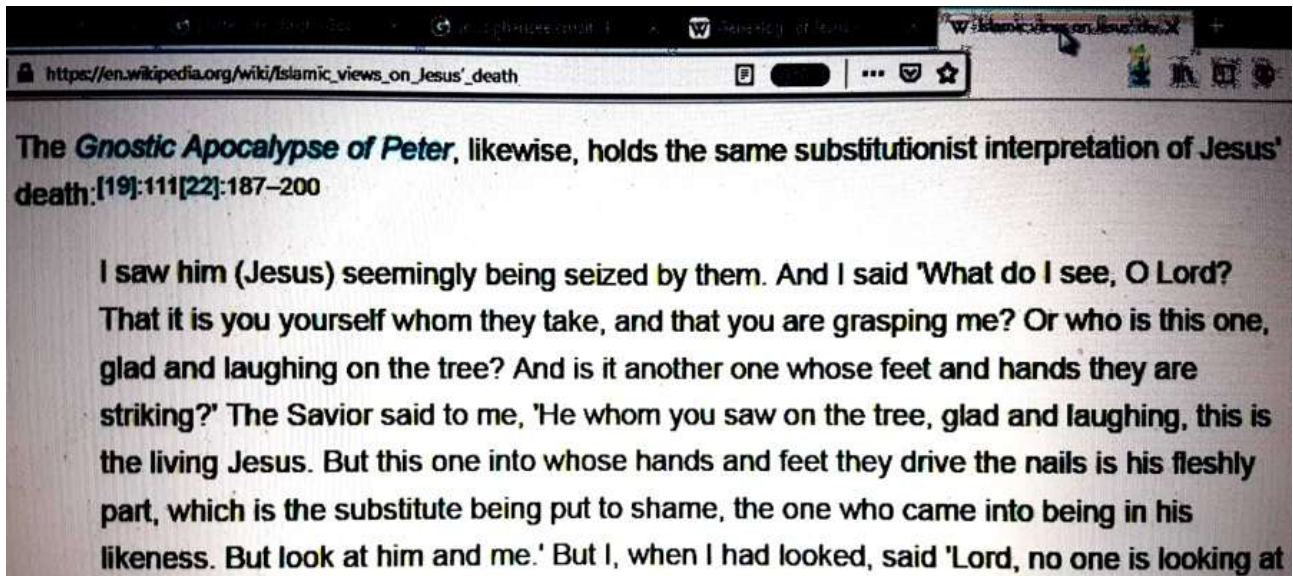 W Islamic views on Jesus' de X
https://en.wikipedia.org/wiki/Islamic_views_on_Jesus'_death
The Gnostic Apocalypse of Peter, likewise, holds the same substitutionist interpretation of Jesus'
death:[19]:111[22]:187–200
I saw him (Jesus) seemingly being seized by them. And I said 'What do I see, O Lord?
That it is you yourself whom they take, and that you are grasping me? Or who is this one,
glad and laughing on the tree? And is it another one whose feet and hands they are
striking?' The Savior said to me, 'He whom you saw on the tree, glad and laughing, this is
the living Jesus. But this one into whose hands and feet they drive the nails is his fleshly
part, which is the substitute being put to shame, the one who came into being in his
likeness. But look at him and me.' But I, when I had looked, said 'Lord, no one is looking at